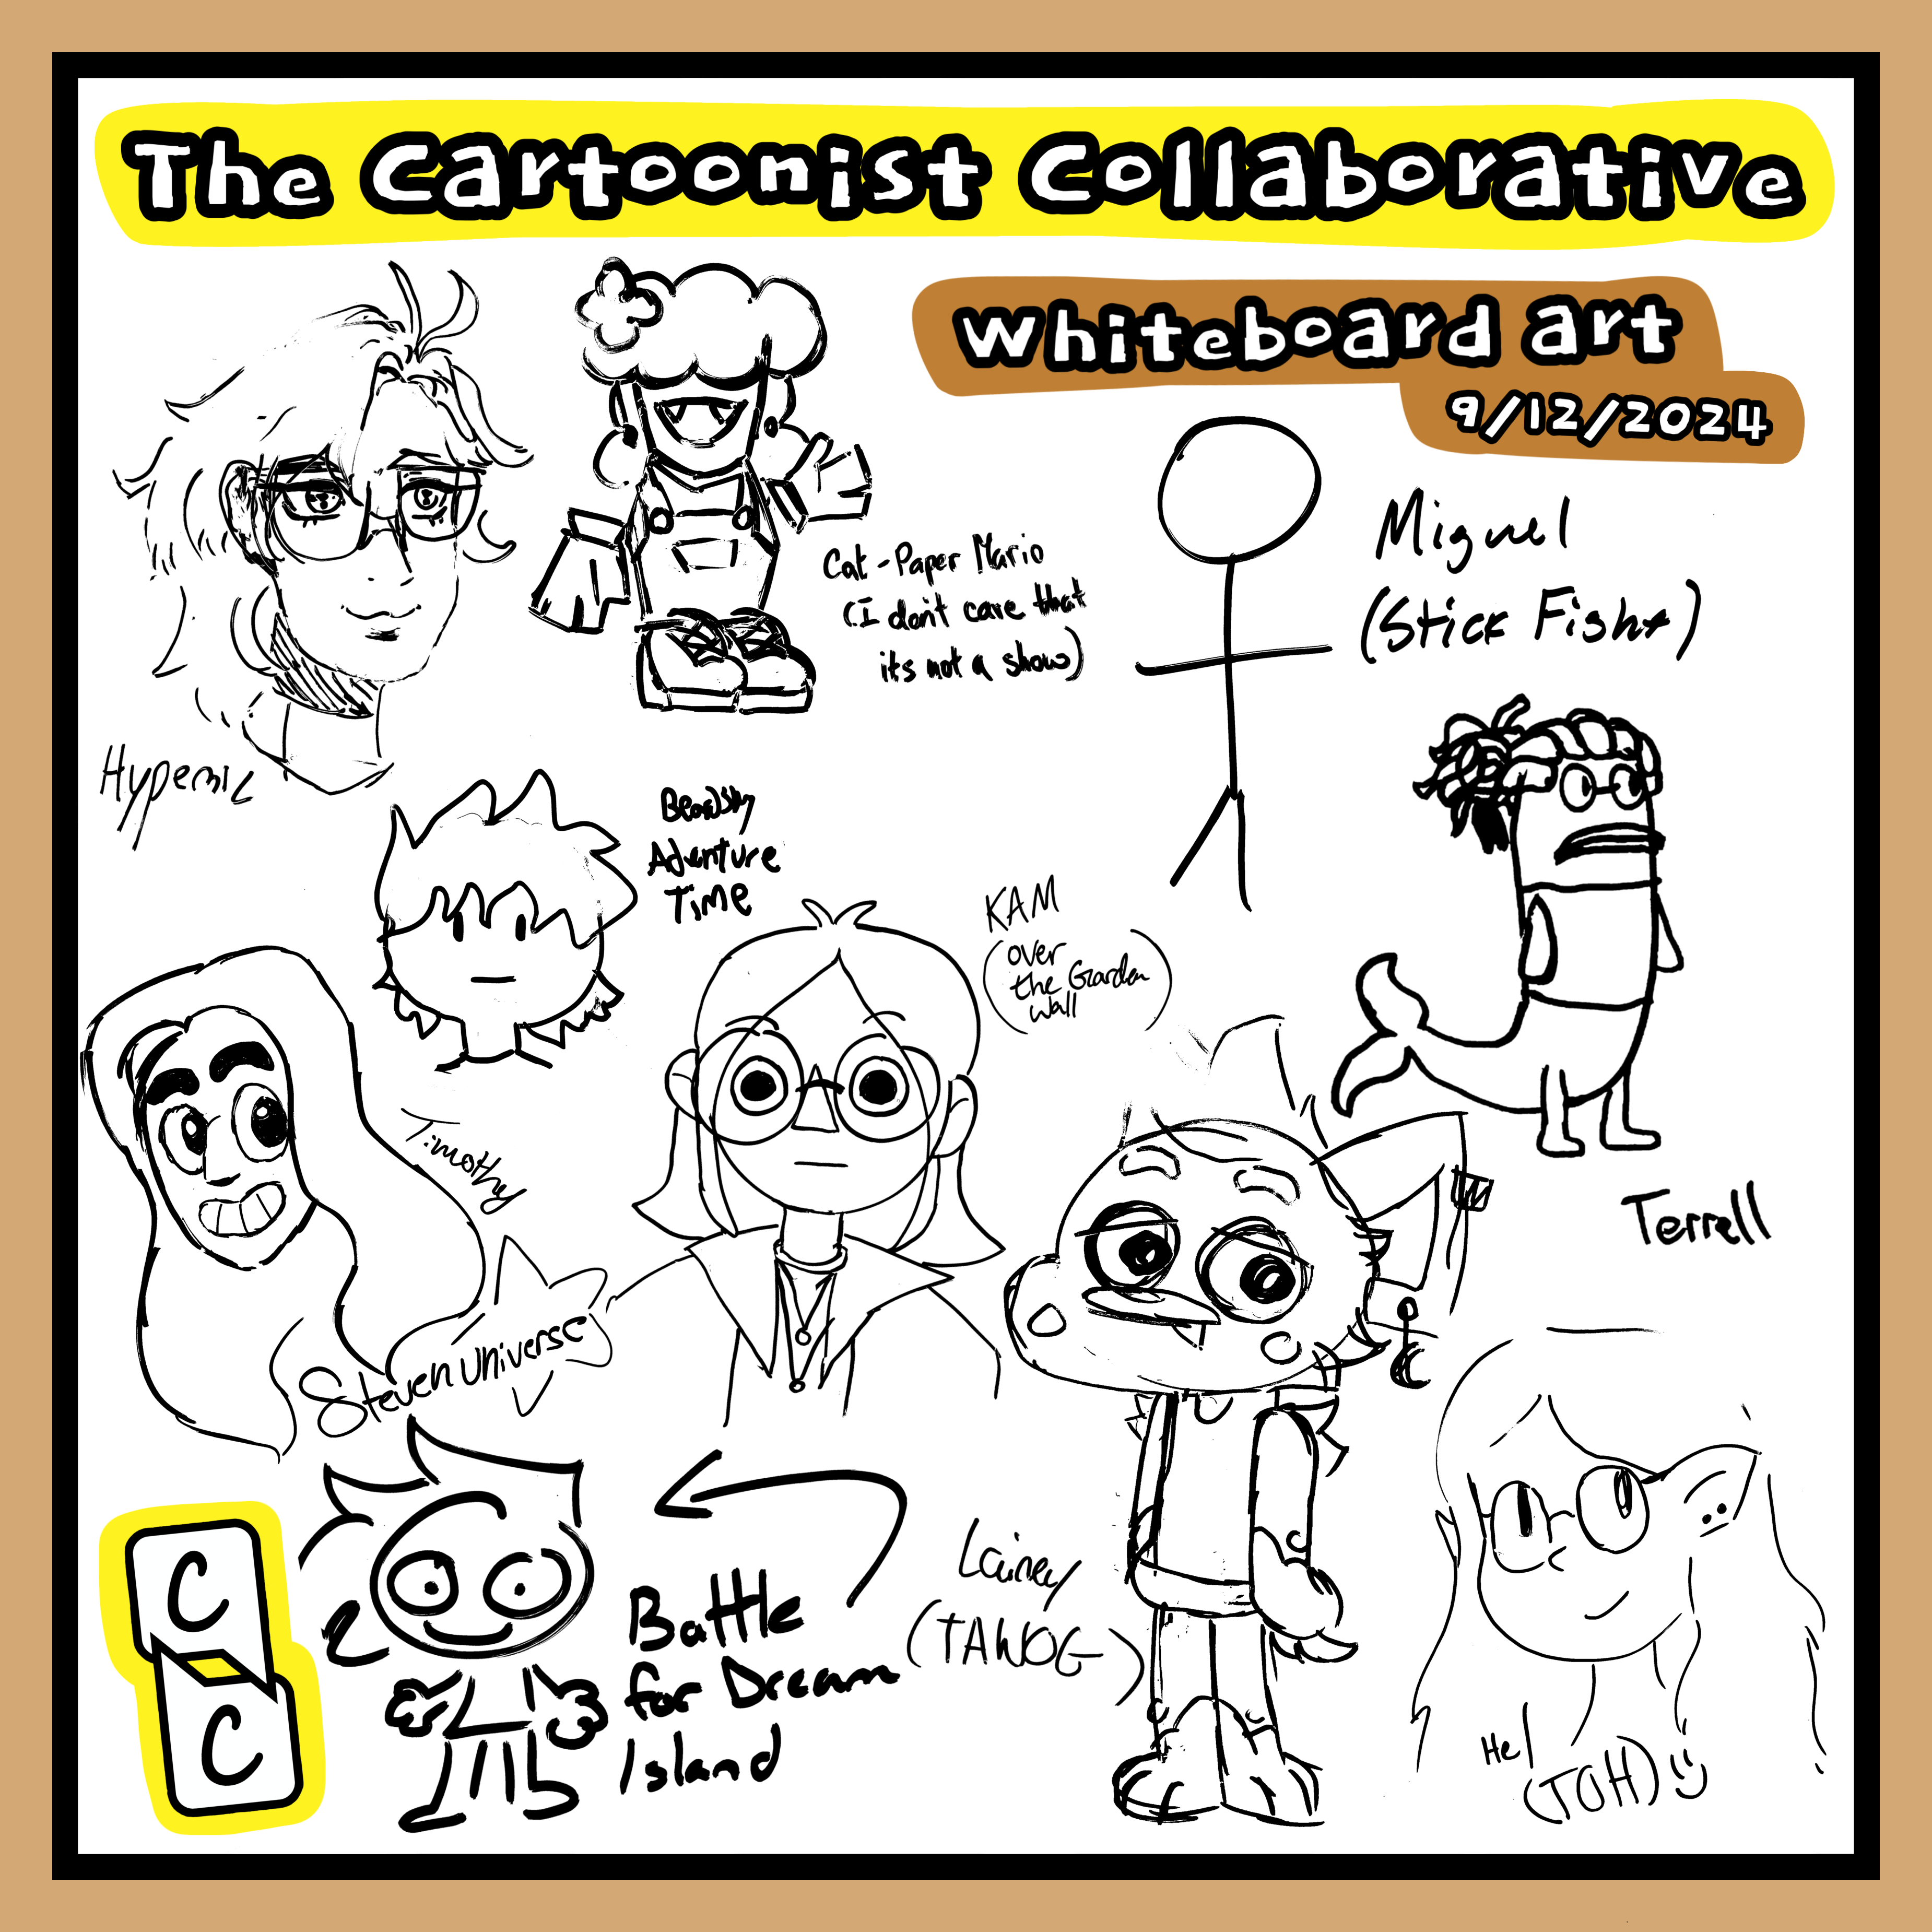 The Cartoonist Collaborative
Whiteboard art
9/12/2024
Cat - Paper Mario
(I don't care that
its not a show)
Miguel
(Stick Fight)
Hypemic
Adventure
Time
KAM
(over
the Garden
Wall)
Timothy
Steven Universe
Terrell
Battle
for Dream
Island
Lainey
(TAWOG)
(TOH)
C
C